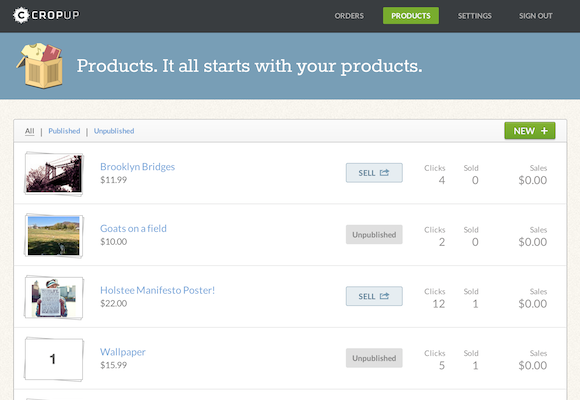 CROPUP ORDERS PRODUCTS SETTINGS SIGN OUT
Products. It all starts with your products.
All | Published | Unpublished NEW +
Brooklyn Bridges
$11.99
SELL
Clicks Sold Sales
4 0 $0.00
Goats on a field
$10.00
Unpublished
Clicks Sold Sales
2 0 $0.00
Holstee Manifesto Poster!
$22.00
SELL
Clicks Sold Sales
12 1 $0.00
1
Wallpaper
$15.99
Unpublished
Clicks Sold Sales
5 1 $0.00